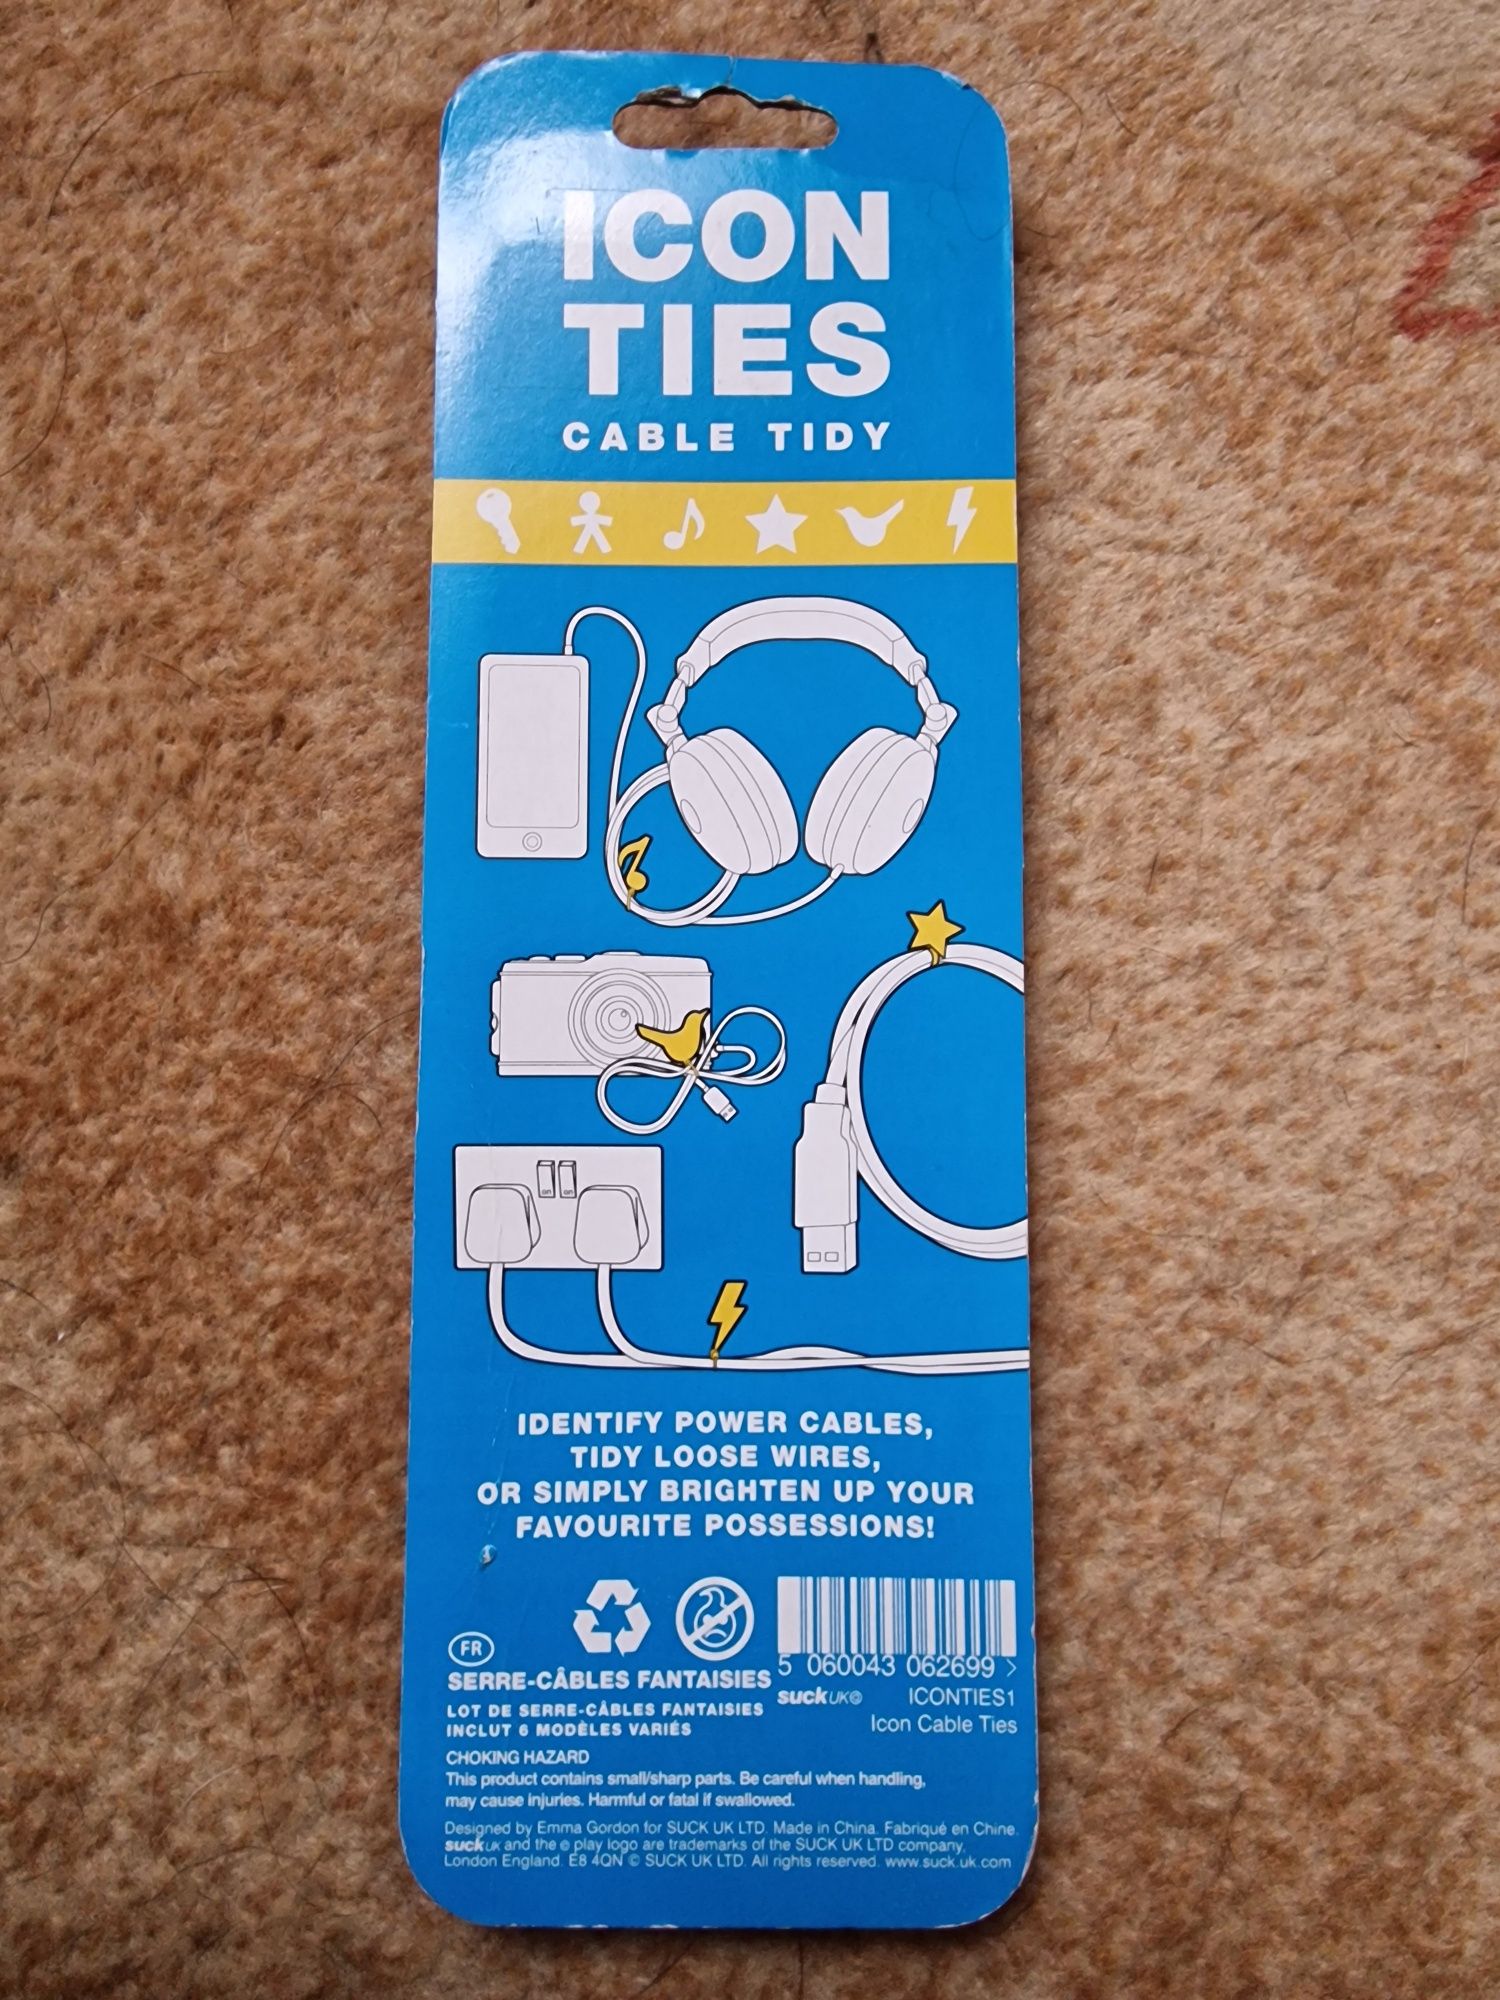 ICON
TIES
CABLE TIDY
on on
IDENTIFY POWER CABLES,
TIDY LOOSE WIRES,
OR SIMPLY BRIGHTEN UP YOUR
FAVOURITE POSSESSIONS!
FR
SERRE-CÂBLES FANTAISIES
LOT DE SERRE-CÂBLES FANTAISIES
INCLUT 6 MODÈLES VARIÉS
5 060043 062699 >
suck UK ICONTIES1
Icon Cable Ties
CHOKING HAZARD
This product contains small/sharp parts. Be careful when handling,
may cause injuries. Harmful or fatal if swallowed.
Designed by Emma Gordon for SUCK UK LTD. Made in China. Fabriqué en Chine.
suck UK and the play logo are trademarks of the SUCK UK LTD company.
London England. E8 4QN © SUCK UK LTD. All rights reserved. www.suck.uk.com